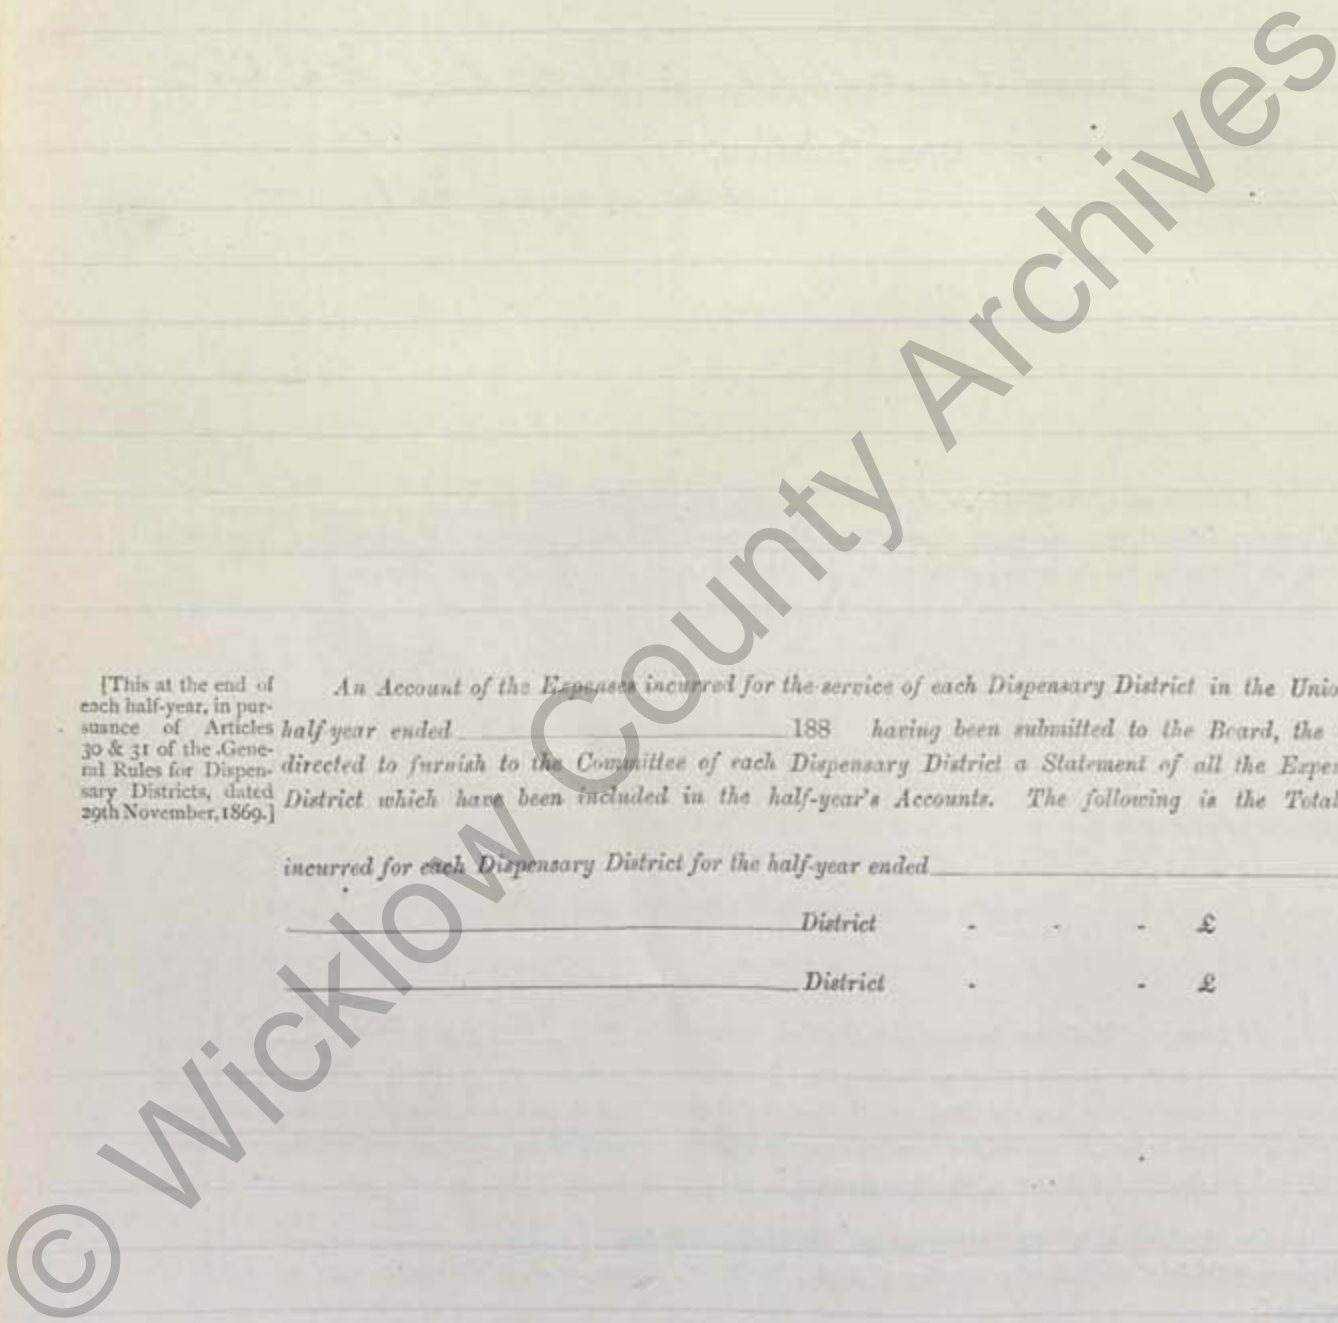 [This at the end of
each half-year, in pur-
suance of Articles
30 & 31 of the Gene-
ral Rules for Dispen-
sary Districts, dated
29th November, 1869.]
An Account of the Expenses incurred for the service of each Dispensary District in the Unio
half year ended 188 having been submitted to the Board, the
directed to furnish to the Committee of each Dispensary District a Statement of all the Expen
District which have been included in the half-year's Accounts. The following is the Total
incurred for each Dispensary District for the half-year ended
District - - - £
District - - £
© Wicklow County Archives